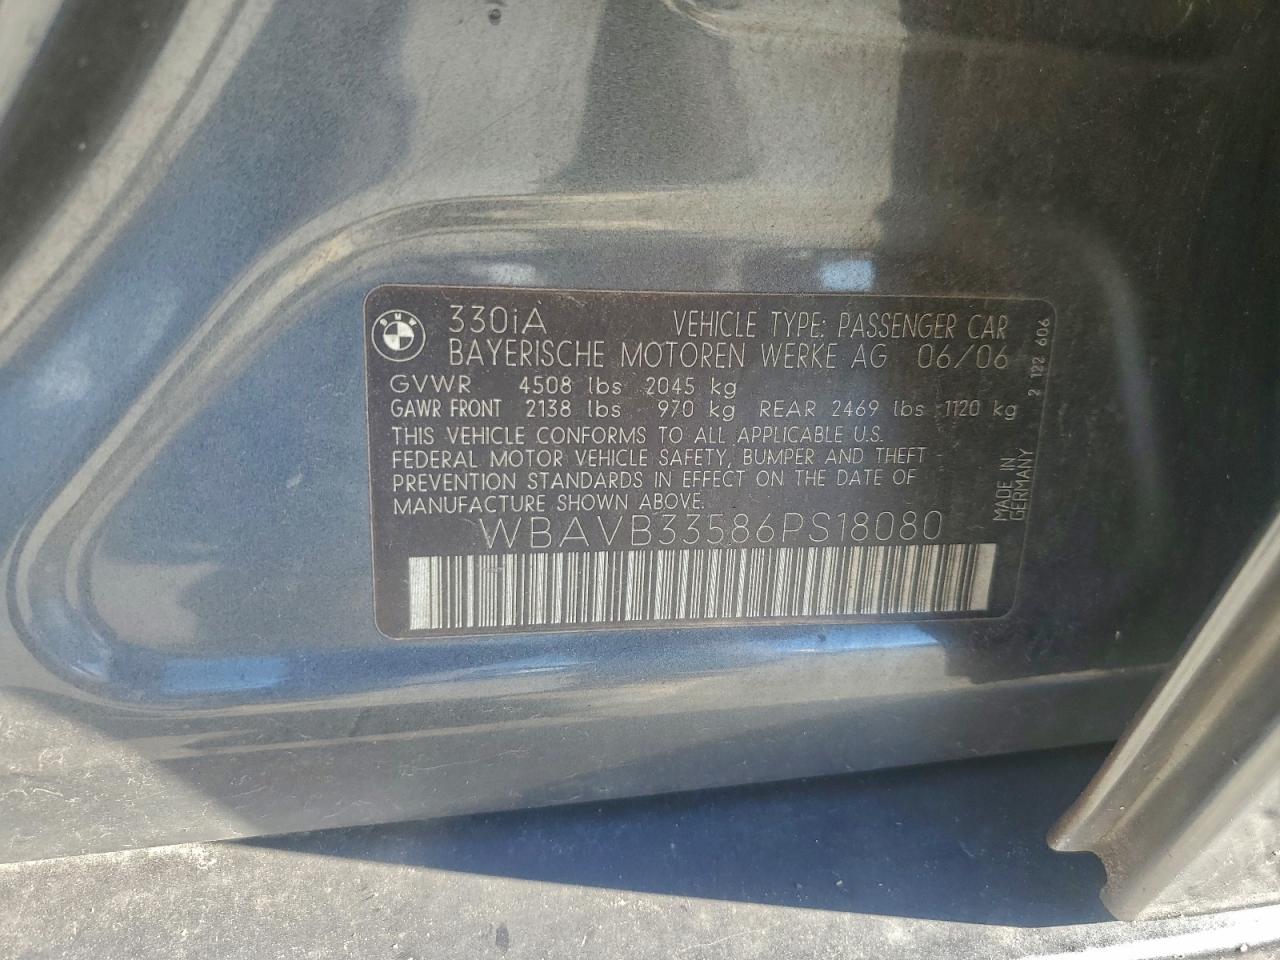 BMW
330iA VEHICLE TYPE: PASSENGER CAR
BAYERISCHE MOTOREN WERKE AG 06/06
GVWR 4508 lbs 2045 kg
GAWR FRONT 2138 lbs 970 kg REAR 2469 lbs 1120 kg
THIS VEHICLE CONFORMS TO ALL APPLICABLE U.S.
FEDERAL MOTOR VEHICLE SAFETY, BUMPER AND THEFT
PREVENTION STANDARDS IN EFFECT ON THE DATE OF
MANUFACTURE SHOWN ABOVE.
WBAVB33586PS18080
2 122 606
MADE IN
GERMANY